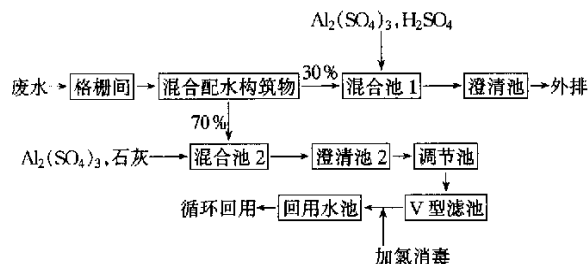 Al₂(SO₄)₃,H₂SO₄
废水 格栅间 混合配水构筑物 30% 混合池1 澄清池 外排
70%
Al₂(SO₄)₃,石灰 混合池2 澄清池2 调节池
循环回用 回用水池 V型滤池
加氯消毒